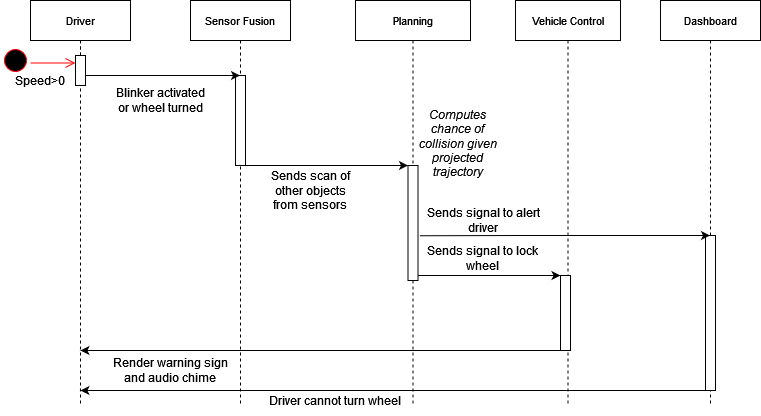 Driver
Sensor Fusion
Planning
Vehicle Control
Dashboard
Speed>0
Blinker activated
or wheel turned
Computes
chance of
collision given
projected
trajectory
Sends scan of
other objects
from sensors
Sends signal to alert
driver
Sends signal to lock
wheel
Render warning sign
and audio chime
Driver cannot turn wheel